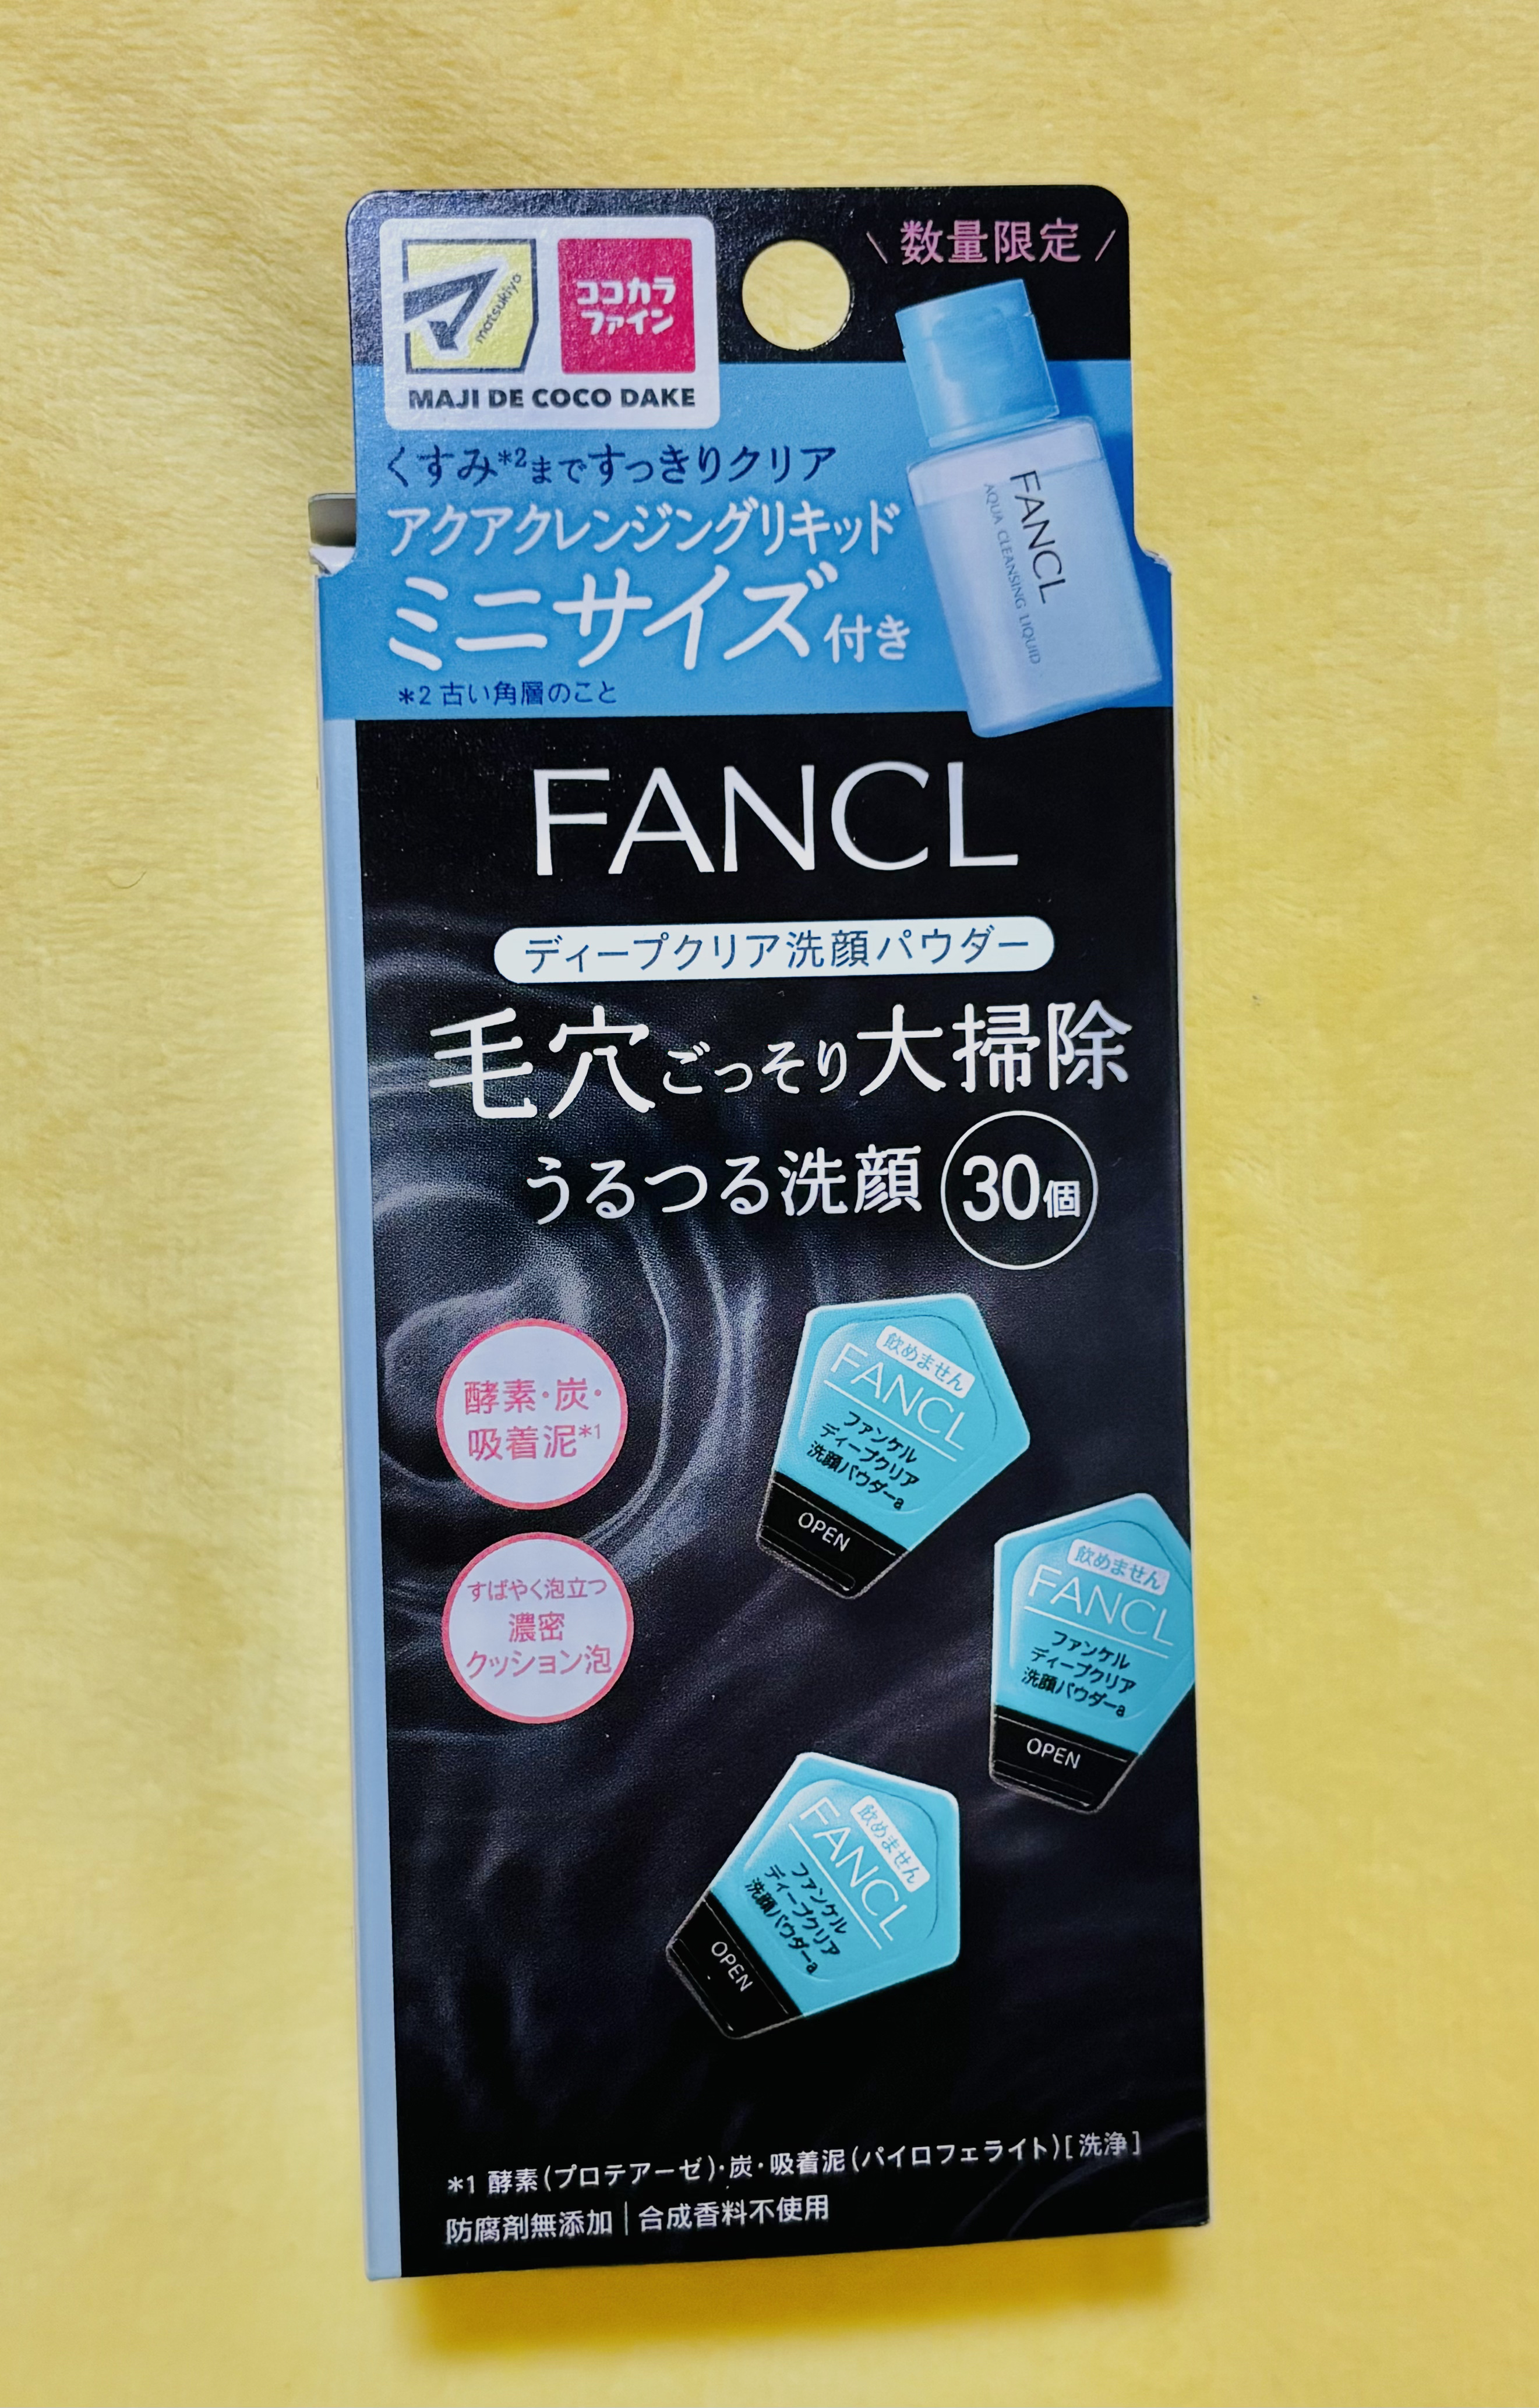 数量限定
matsukiyo
ココカラ
ファイン
MAJI DE COCO DAKE
くすみ*2まですっきりクリア
アクアクレンジングリキッド
ミニサイズ付き
*2 古い角層のこと
FANCL
AQUA CLEANSING LIQUID
FANCL
ディープクリア洗顔パウダー
毛穴ごっそり大掃除
うるつる洗顔 30個
酵素・炭・
吸着泥*1
すばやく泡立つ
濃密
クッション泡
飲めません
FANCL
ファンケル
ディープクリア
洗顔パウダーa
OPEN
飲めません
FANCL
ファンケル
ディープクリア
洗顔パウダーa
OPEN
飲めません
FANCL
ファンケル
ディープクリア
洗顔パウダーa
OPEN
*1 酵素(プロテアーゼ)・炭・吸着泥(パイロフェライト)[洗浄]
防腐剤無添加|合成香料不使用